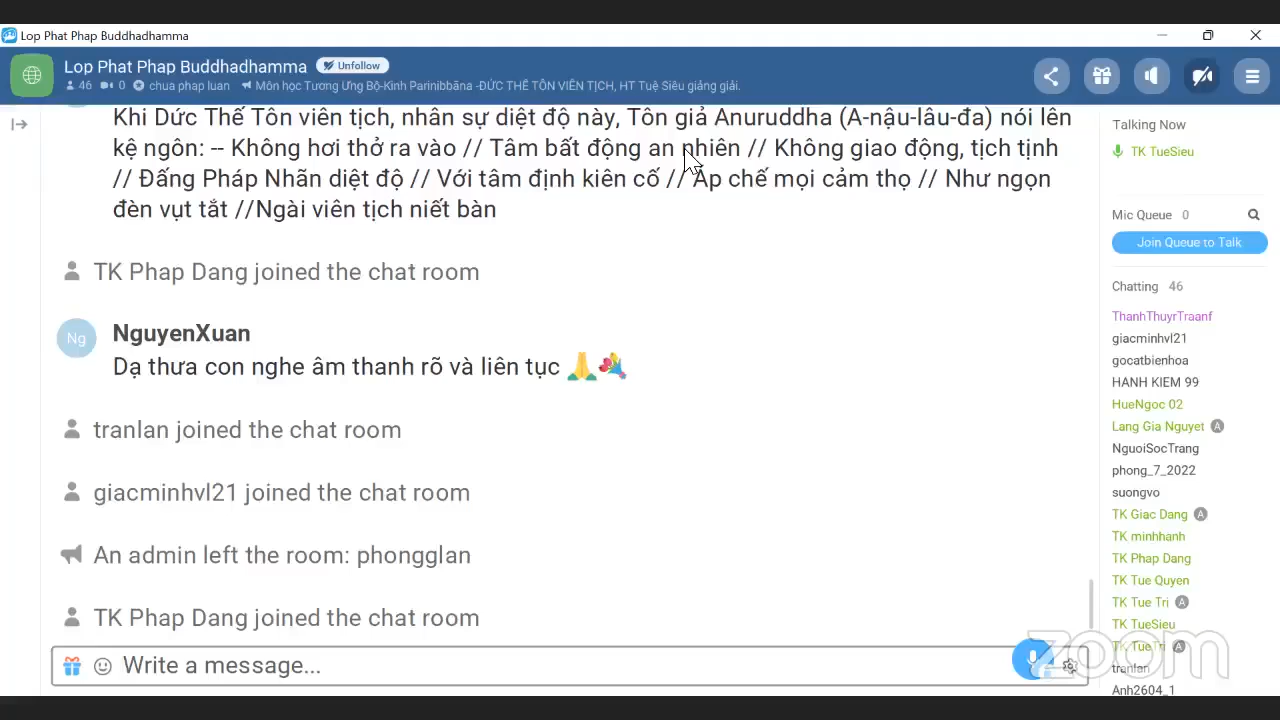 Lop Phat Phap Buddhadhamma
Lop Phat Phap Buddhadhamma Unfollow
46 0 chua phap luan Môn học Tương Ưng Bộ-Kinh Parinibbāna -ĐỨC THẾ TÔN VIÊN TỊCH, HT Tuệ Siêu giảng giải.
Khi Dức Thế Tôn viên tịch, nhân sự diệt độ này, Tôn giả Anuruddha (A-nậu-lâu-đa) nói lên
kệ ngôn: -- Không hơi thở ra vào // Tâm bất động an nhiên // Không giao động, tịch tịnh
// Đấng Pháp Nhãn diệt độ // Với tâm định kiên cố // Áp chế mọi cảm thọ // Như ngọn
đèn vụt tắt //Ngài viên tịch niết bàn
TK Phap Dang joined the chat room
Ng NguyenXuan
Dạ thưa con nghe âm thanh rõ và liên tục
tranlan joined the chat room
giacminhvl21 joined the chat room
An admin left the room: phongglan
TK Phap Dang joined the chat room
Write a message...
Talking Now
TK TueSieu
Mic Queue 0
Join Queue to Talk
Chatting 46
ThanhThuyrTraanf
giacminhvl21
gocatbienhoa
HANH KIEM 99
HueNgoc 02
Lang Gia Nguyet A
NguoiSocTrang
phong_7_2022
suongvo
TK Giac Dang A
TK minhhanh
TK Phap Dang
TK Tue Quyen
TK Tue Tri A
TK TueSieu
TK TueTri A
tranlan
Anh2604_1
zoom